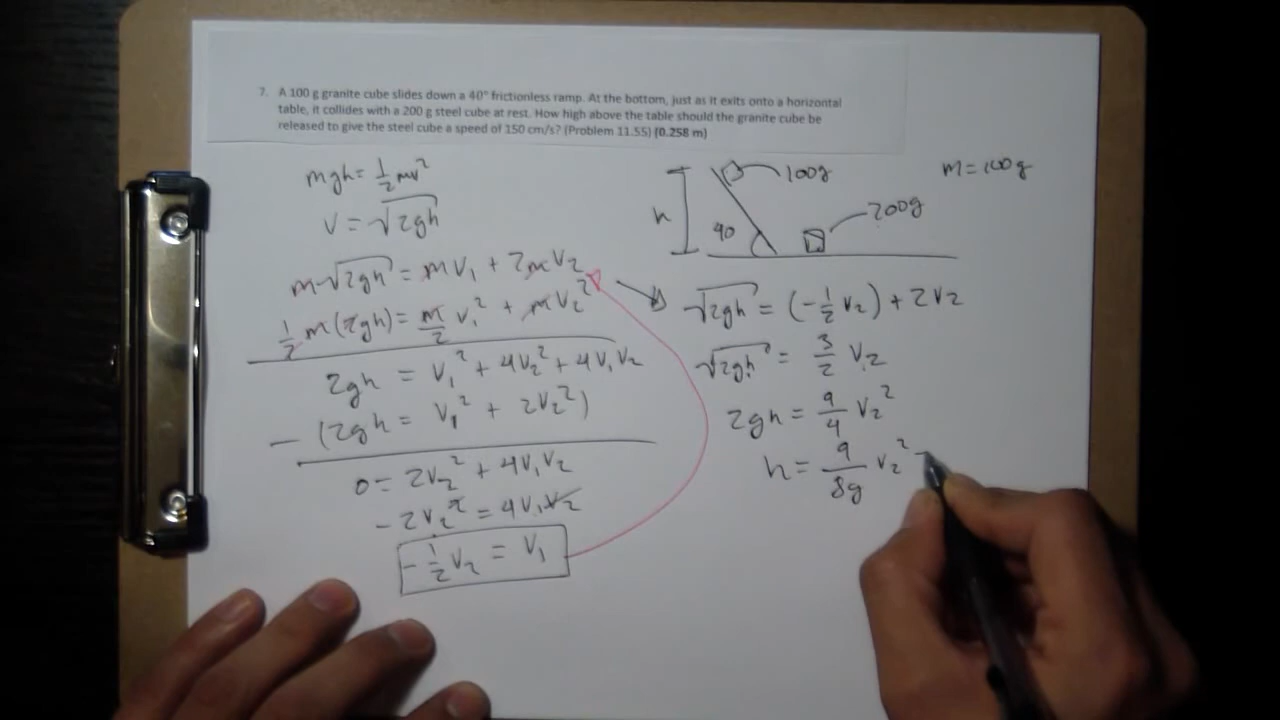 7. A 100 g granite cube slides down a 40° frictionless ramp. At the bottom, just as it exits onto a horizontal
table, it collides with a 200 g steel cube at rest. How high above the table should the granite cube be
released to give the steel cube a speed of 150 cm/s? (Problem 11.55) (0.258 m)
mgh = ½mv²
v = √2gh
m√2gh = mv₁ + 2mv₂
½m(2gh) = m/2 v₁² + mv₂²
2gh = v₁² + 4v₂² + 4v₁v₂
− (2gh = v₁² + 2v₂²)
0 = 2v₂² + 4v₁v₂
−2v₂² = 4v₁v₂
−½v₂ = v₁
100g
m = 100g
h
200g
40
√2gh = (−½v₂) + 2v₂
√2gh = 3/2 v₂
2gh = 9/4 v₂²
h = 9/8g v₂²